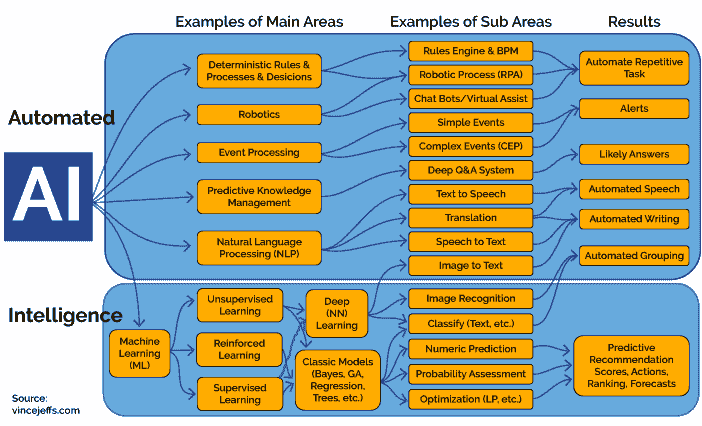 Examples of Main Areas
Examples of Sub Areas
Results
Automated
AI
Deterministic Rules &
Processes & Desicions
Robotics
Event Processing
Predictive Knowledge
Management
Natural Language
Processing (NLP)
Rules Engine & BPM
Robotic Process (RPA)
Chat Bots/Virtual Assist
Simple Events
Complex Events (CEP)
Deep Q&A System
Text to Speech
Translation
Speech to Text
Image to Text
Automate Repetitive
Task
Alerts
Likely Answers
Automated Speech
Automated Writing
Automated Grouping
Intelligence
Machine
Learning
(ML)
Unsupervised
Learning
Reinforced
Learning
Supervised
Learning
Deep
(NN)
Learning
Classic Models
(Bayes, GA,
Regression,
Trees, etc.)
Image Recognition
Classify (Text, etc.)
Numeric Prediction
Probability Assessment
Optimization (LP, etc.)
Predictive
Recommendation
Scores, Actions,
Ranking, Forecasts
Source:
vincejeffs.com